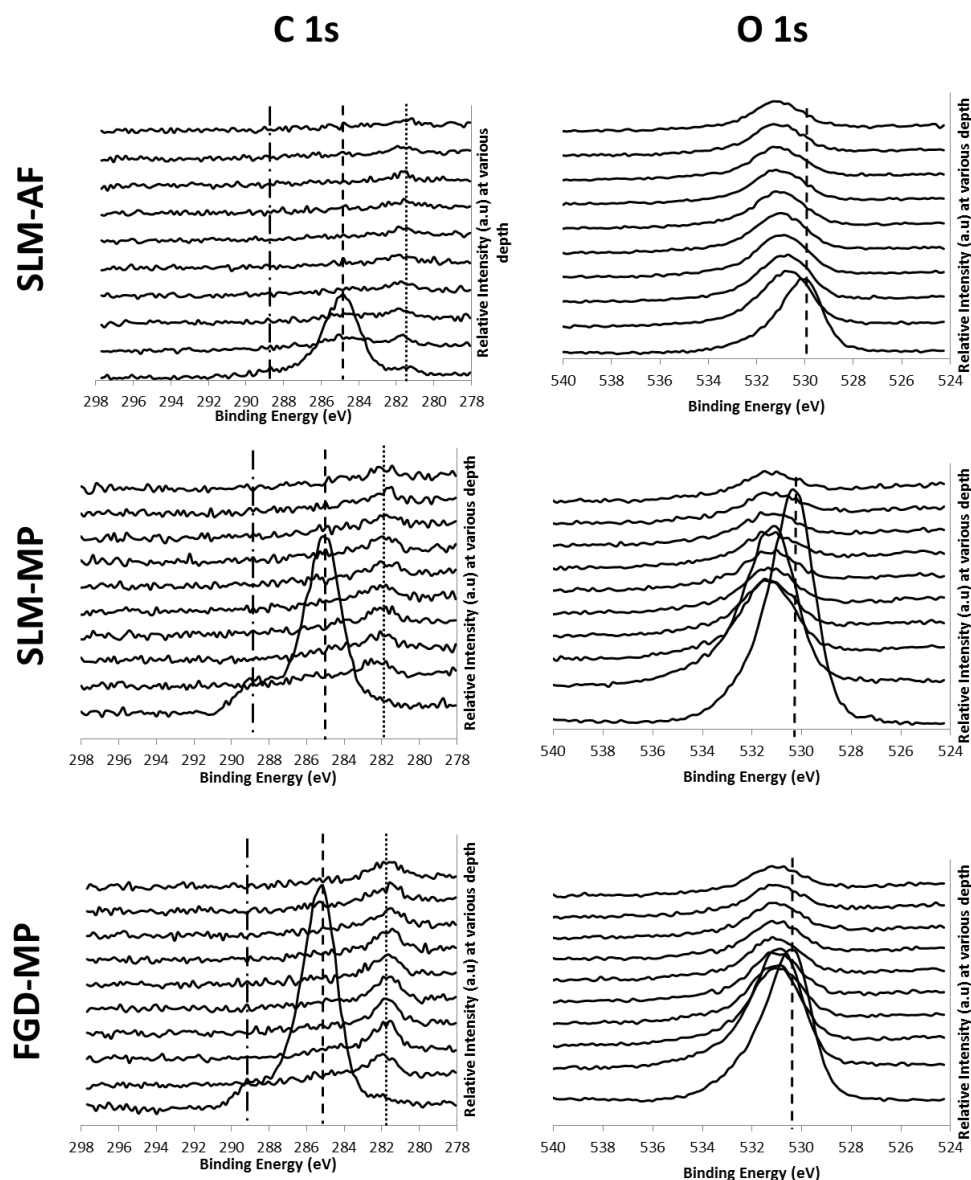 C 1s
O 1s
SLM-AF
298 296 294 292 290 288 286 284 282 280 278
Binding Energy (eV)
Relative Intensity (a.u) at various
depth
540 538 536 534 532 530 528 526 524
Binding Energy (eV)
Relative Intensity (a.u) at various depth
SLM-MP
298 296 294 292 290 288 286 284 282 280 278
Binding Energy (eV)
Relative Intensity (a.u) at various depth
540 538 536 534 532 530 528 526 524
Binding Energy (eV)
Relative Intensity (a.u) at various depth
FGD-MP
298 296 294 292 290 288 286 284 282 280 278
Binding Energy (eV)
Relative Intensity (a.u) at various depth
540 538 536 534 532 530 528 526 524
Binding Energy (eV)
Relative Intensity (a.u) at various depth